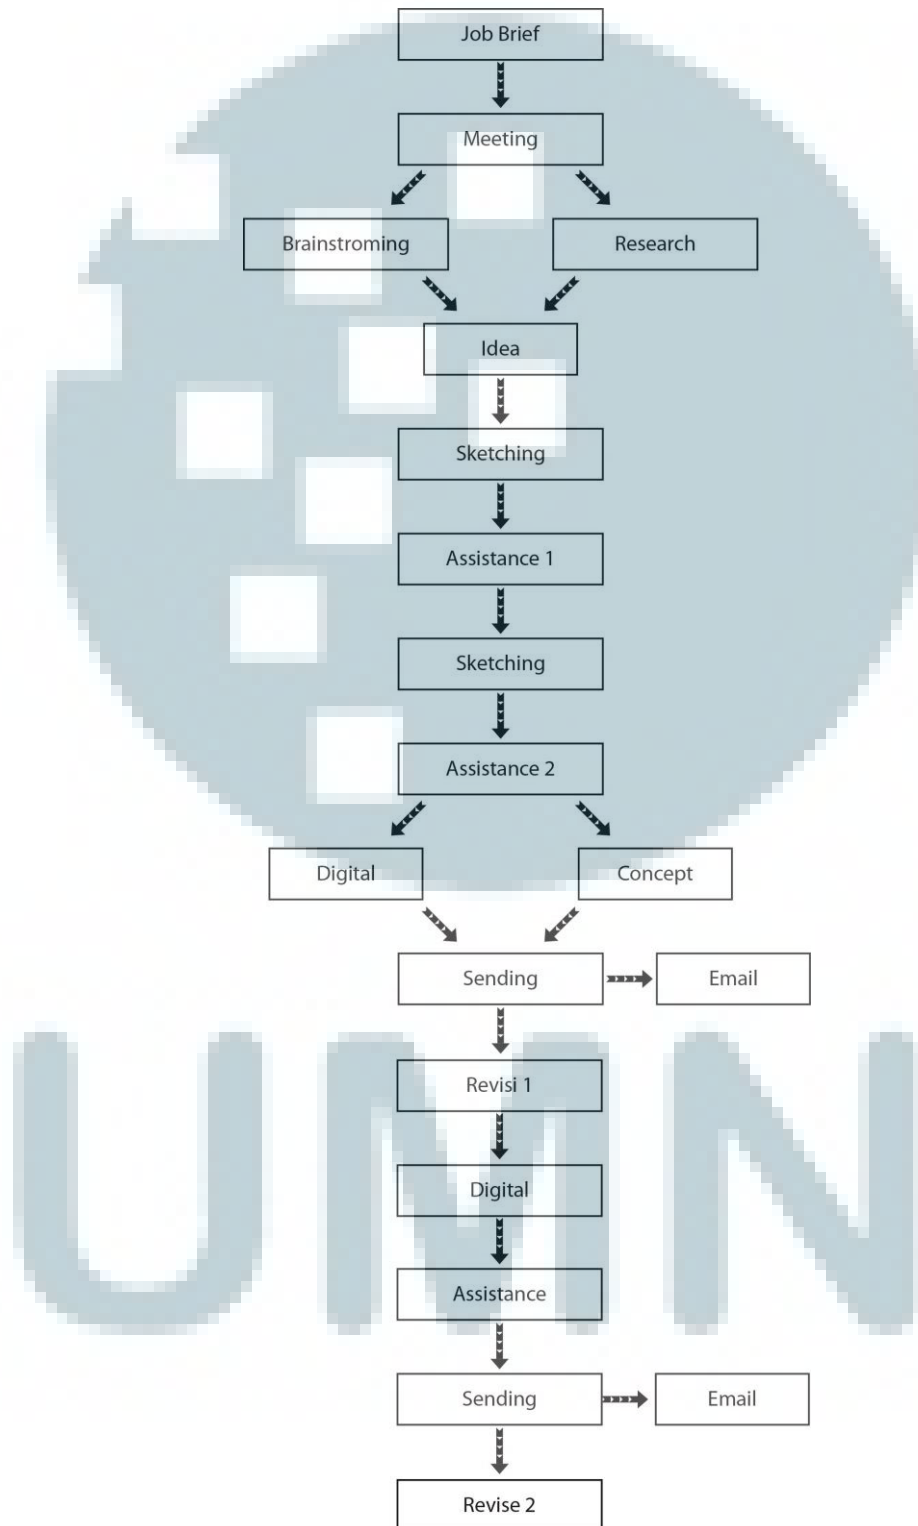 Job Brief
Meeting
Brainstroming
Research
Idea
Sketching
Assistance 1
Sketching
Assistance 2
Digital
Concept
Sending
Email
Revisi 1
Digital
Assistance
Sending
Email
Revise 2
UMN